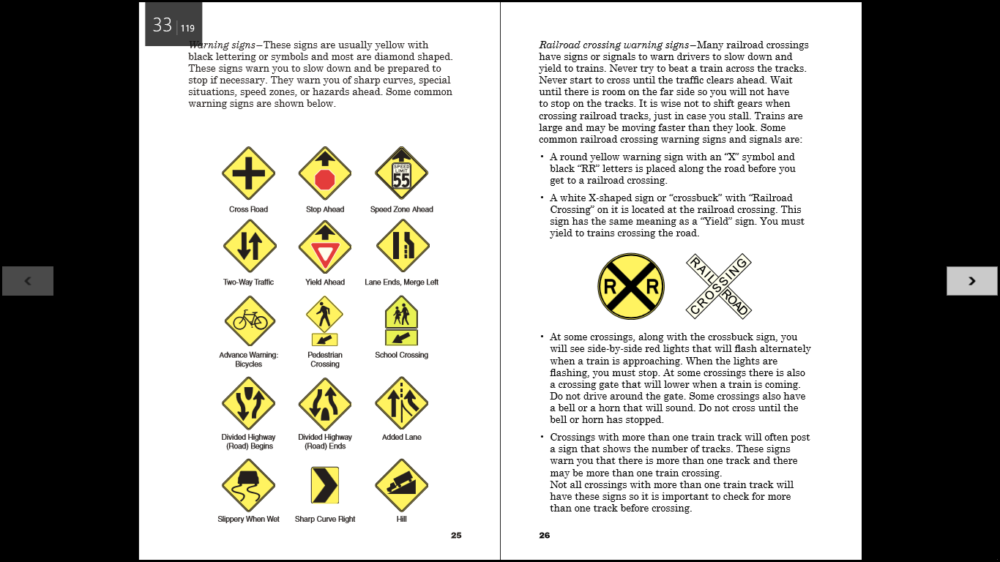 33 | 119
Warning signs–These signs are usually yellow with
black lettering or symbols and most are diamond shaped.
These signs warn you to slow down and be prepared to
stop if necessary. They warn you of sharp curves, special
situations, speed zones, or hazards ahead. Some common
warning signs are shown below.
SPEED
LIMIT
55
Cross Road
Stop Ahead
Speed Zone Ahead
Two-Way Traffic
Yield Ahead
Lane Ends, Merge Left
Advance Warning:
Bicycles
Pedestrian
Crossing
School Crossing
Divided Highway
(Road) Begins
Divided Highway
(Road) Ends
Added Lane
Slippery When Wet
Sharp Curve Right
Hill
25
Railroad crossing warning signs–Many railroad crossings
have signs or signals to warn drivers to slow down and
yield to trains. Never try to beat a train across the tracks.
Never start to cross until the traffic clears ahead. Wait
until there is room on the far side so you will not have
to stop on the tracks. It is wise not to shift gears when
crossing railroad tracks, just in case you stall. Trains are
large and may be moving faster than they look. Some
common railroad crossing warning signs and signals are:
• A round yellow warning sign with an “X” symbol and
black “RR” letters is placed along the road before you
get to a railroad crossing.
• A white X-shaped sign or “crossbuck” with “Railroad
Crossing” on it is located at the railroad crossing. This
sign has the same meaning as a “Yield” sign. You must
yield to trains crossing the road.
R R
RAIL ROAD
CROSSING
• At some crossings, along with the crossbuck sign, you
will see side-by-side red lights that will flash alternately
when a train is approaching. When the lights are
flashing, you must stop. At some crossings there is also
a crossing gate that will lower when a train is coming.
Do not drive around the gate. Some crossings also have
a bell or a horn that will sound. Do not cross until the
bell or horn has stopped.
• Crossings with more than one train track will often post
a sign that shows the number of tracks. These signs
warn you that there is more than one track and there
may be more than one train crossing.
Not all crossings with more than one train track will
have these signs so it is important to check for more
than one track before crossing.
26